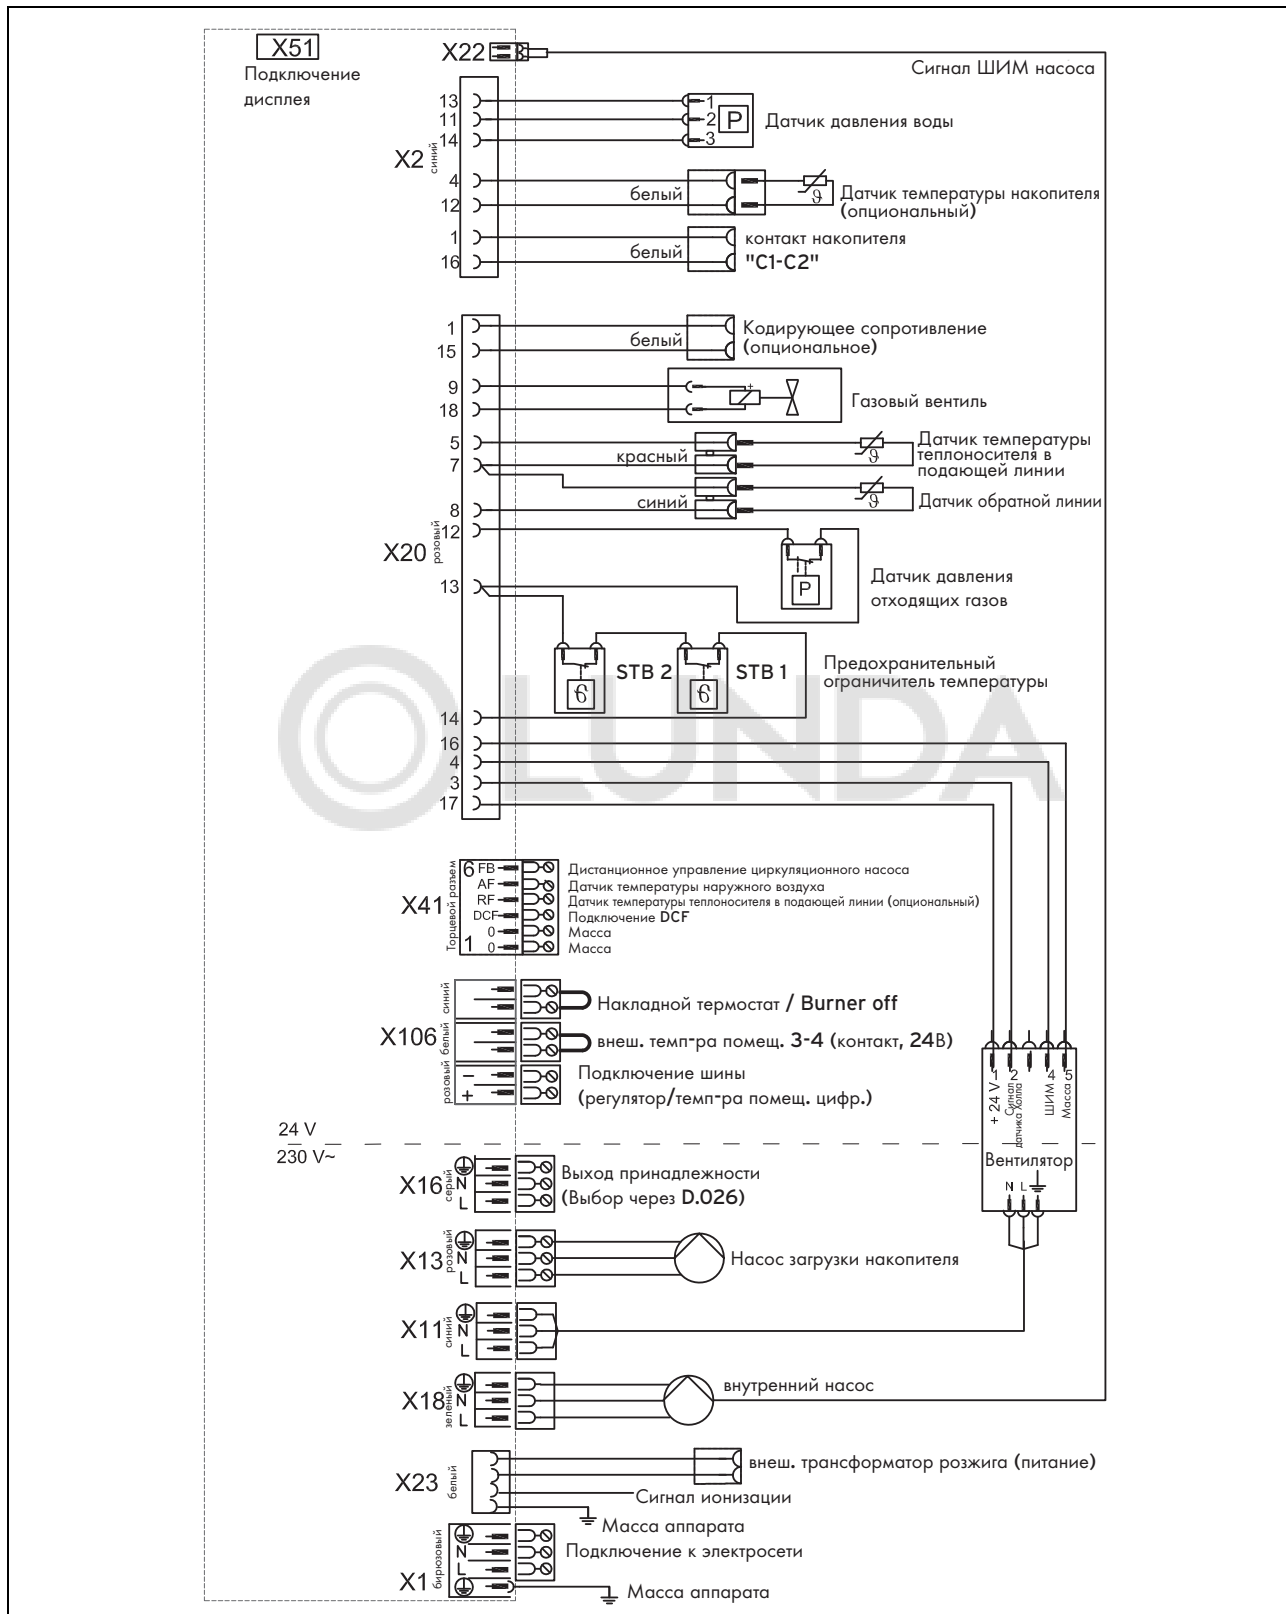 X51
Подключение
дисплея
X22
Сигнал ШИМ насоса
X2
синий
13
11
14
4
12
1
16
1
2
3
P
Датчик давления воды
белый
ϑ
Датчик температуры накопителя
(опциональный)
белый
контакт накопителя
"C1-C2"
X20
розовый
1
15
9
18
5
7
8
12
13
14
16
4
3
17
белый
Кодирующее сопротивление
(опциональное)
+
Газовый вентиль
красный
ϑ
Датчик температуры
теплоносителя в
подающей линии
синий
ϑ
Датчик обратной линии
P
Датчик давления
отходящих газов
STB 2
STB 1
ϑ
ϑ
Предохранительный
ограничитель температуры
LUNDA
X41
Торцевой разъем
6 FB
AF
RF
DCF
0
1 0
Дистанционное управление циркуляционного насоса
Датчик температуры наружного воздуха
Датчик температуры теплоносителя в подающей линии (опциональный)
Подключение DCF
Масса
Масса
X106
синий
белый
розовый
Накладной термостат / Burner off
внеш. темп-ра помещ. 3-4 (контакт, 24В)
–
+
Подключение шины
(регулятор/темп-ра помещ. цифр.)
1
2
4
5
+ 24 V
Сигнал
датчика Холла
ШИМ
Масса
Вентилятор
N L
24 V
230 V~
X16
серый
N
L
Выход принадлежности
(Выбор через D.026)
X13
розовый
N
L
Насос загрузки накопителя
X11
синий
N
L
X18
зеленый
N
L
внутренний насос
X23
белый
внеш. трансформатор розжига (питание)
Сигнал ионизации
Масса аппарата
X1
бирюзовый
N
L
Подключение к электросети
Масса аппарата